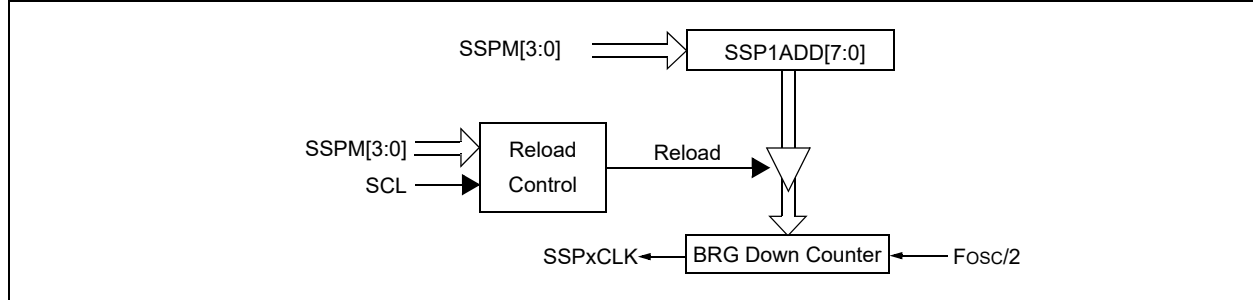 SSPM[3:0]
SSP1ADD[7:0]
SSPM[3:0]
SCL
Reload
Control
Reload
SSPxCLK
BRG Down Counter
FOSC/2